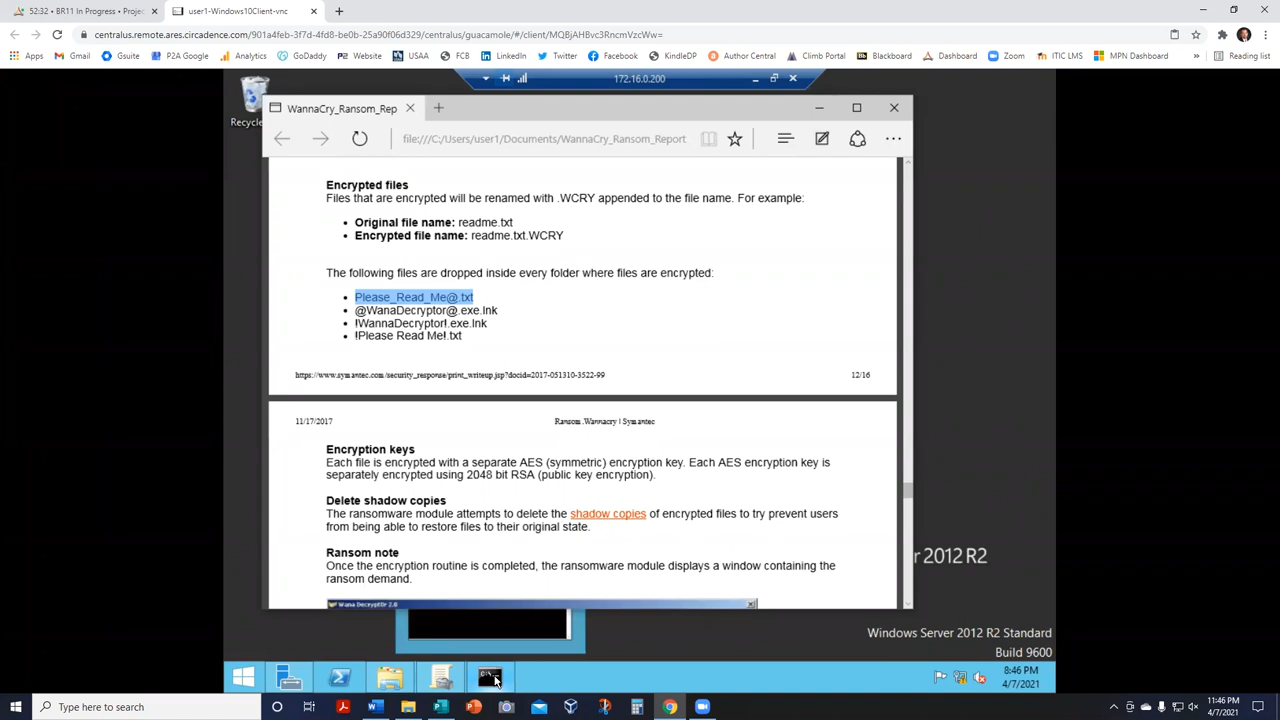 52:32 / BR11 In Progress - Projec
user1-Windows10Client-vnc
centralus.remote.ares.circadence.com/901a4feb-3f7d-4fd8-be0b-25a90f06d329/centralus/guacamole/#/client/MQBjAHBvc3RncmVzcWw=
Apps
Gmail
Gsuite
P2A Google
Analytics
GoDaddy
Website
USAA
FCB
LinkedIn
Twitter
Facebook
KindleDP
Author Central
Climb Portal
Blackboard
Dashboard
Zoom
ITIC LMS
MPN Dashboard
»
Reading list
172.16.0.200
Recycle
WannaCry_Ransom_Rep
file:///C:/Users/user1/Documents/WannaCry_Ransom_Report
Encrypted files
Files that are encrypted will be renamed with .WCRY appended to the file name. For example:
• Original file name: readme.txt
• Encrypted file name: readme.txt.WCRY
The following files are dropped inside every folder where files are encrypted:
• Please_Read_Me@.txt
• @WanaDecryptor@.exe.lnk
• !WannaDecryptor!.exe.lnk
• !Please Read Me!.txt
https://www.symantec.com/security_response/print_writeup.jsp?docid=2017-051310-3522-99
12/16
11/17/2017
Ransom.Wannacry | Symantec
Encryption keys
Each file is encrypted with a separate AES (symmetric) encryption key. Each AES encryption key is
separately encrypted using 2048 bit RSA (public key encryption).
Delete shadow copies
The ransomware module attempts to delete the shadow copies of encrypted files to try prevent users
from being able to restore files to their original state.
Ransom note
Once the encryption routine is completed, the ransomware module displays a window containing the
ransom demand.
Wana Decrypt0r 2.0
r 2012 R2
Windows Server 2012 R2 Standard
Build 9600
8:46 PM
4/7/2021
Type here to search
11:46 PM
4/7/2021